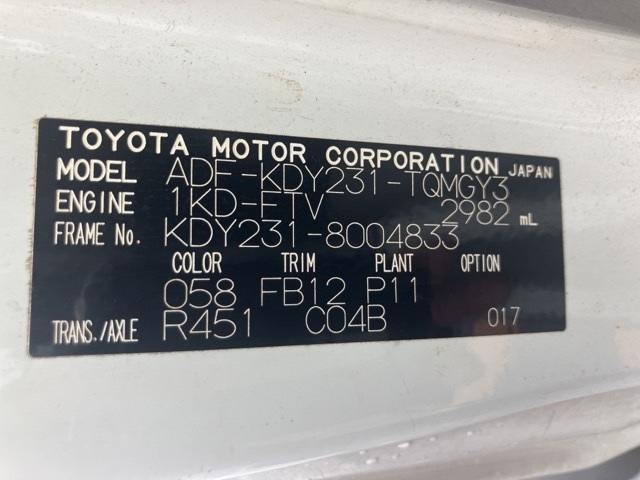 TOYOTA MOTOR CORPORATION JAPAN
MODEL ADF-KDY231-TQMGY3
ENGINE 1KD-FTV 2982 mL
FRAME No. KDY231-8004833
COLOR TRIM PLANT OPTION
058 FB12 P11
TRANS./AXLE R451 C04B 017